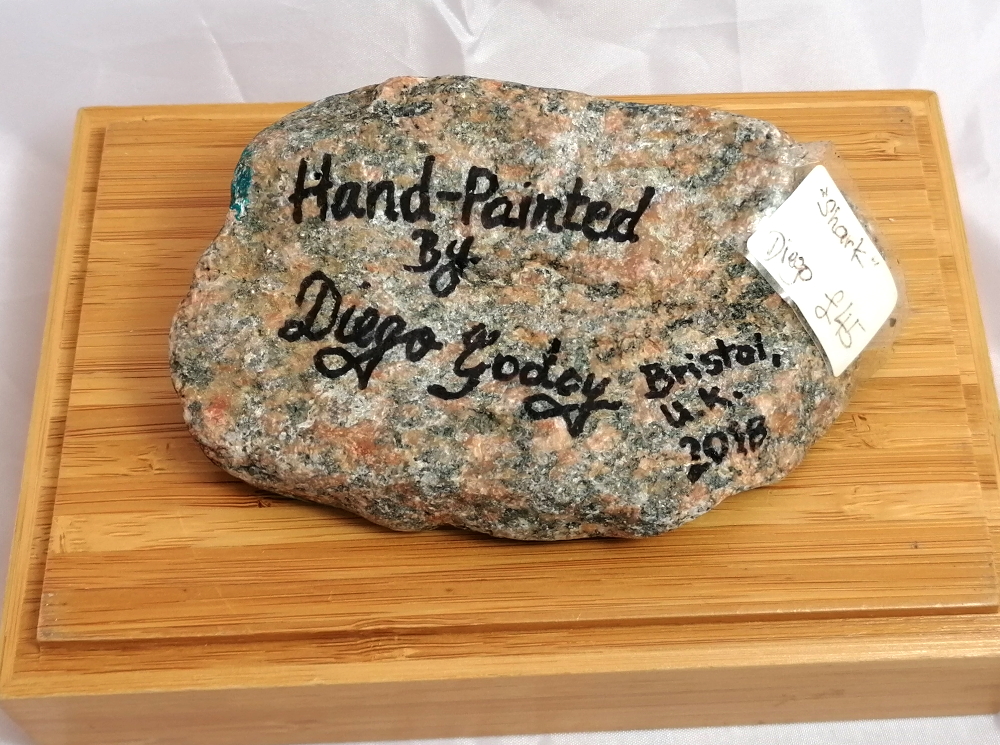 Hand-Painted
By
Diego Godoy
Bristol,
U.K.
2018
"Shark"
Diego
£45